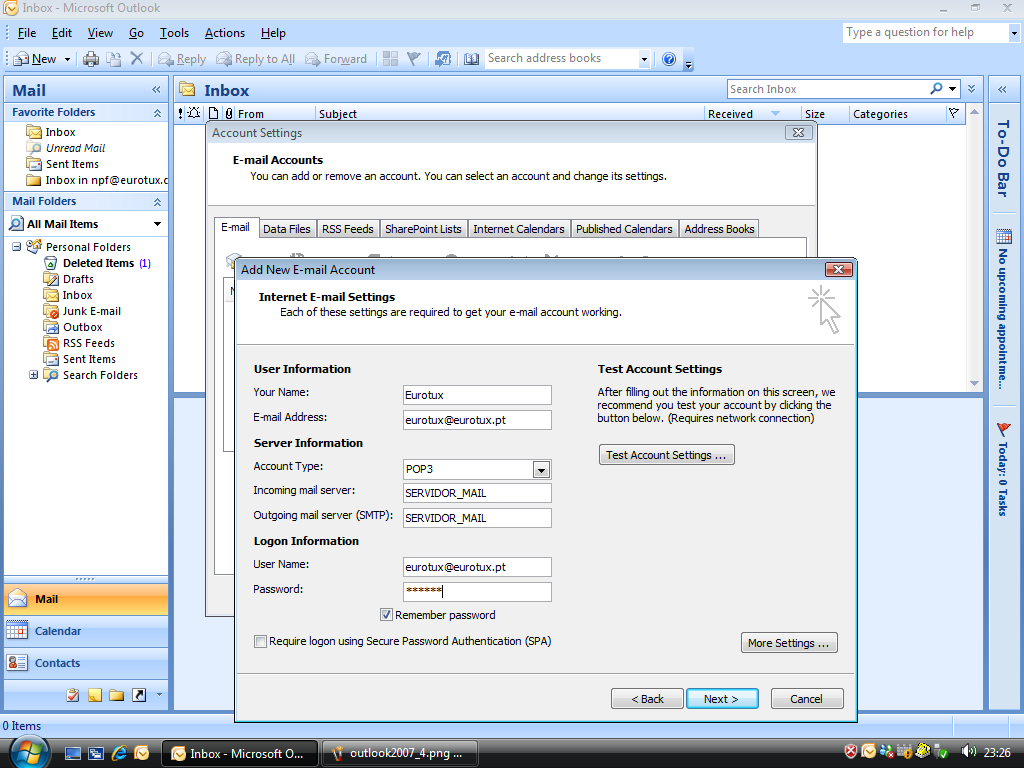 Inbox - Microsoft Outlook
File Edit View Go Tools Actions Help
Type a question for help
New Reply Reply to All Forward Search address books
Mail
Favorite Folders
Inbox
Unread Mail
Sent Items
Inbox in npf@eurotux.c
Mail Folders
All Mail Items
Personal Folders
Deleted Items (1)
Drafts
Inbox
Junk E-mail
Outbox
RSS Feeds
Sent Items
Search Folders
Mail
Calendar
Contacts
Inbox
Search Inbox
From Subject Received Size Categories
Account Settings
E-mail Accounts
You can add or remove an account. You can select an account and change its settings.
E-mail Data Files RSS Feeds SharePoint Lists Internet Calendars Published Calendars Address Books
Add New E-mail Account
Internet E-mail Settings
Each of these settings are required to get your e-mail account working.
User Information
Your Name: Eurotux
E-mail Address: eurotux@eurotux.pt
Server Information
Account Type: POP3
Incoming mail server: SERVIDOR_MAIL
Outgoing mail server (SMTP): SERVIDOR_MAIL
Logon Information
User Name: eurotux@eurotux.pt
Password: ******
Remember password
Require logon using Secure Password Authentication (SPA)
Test Account Settings
After filling out the information on this screen, we
recommend you test your account by clicking the
button below. (Requires network connection)
Test Account Settings ...
More Settings ...
< Back Next > Cancel
To-Do Bar
No upcoming appointme...
Today: 0 Tasks
0 Items
Inbox - Microsoft O... outlook2007_4.png ... 23:26